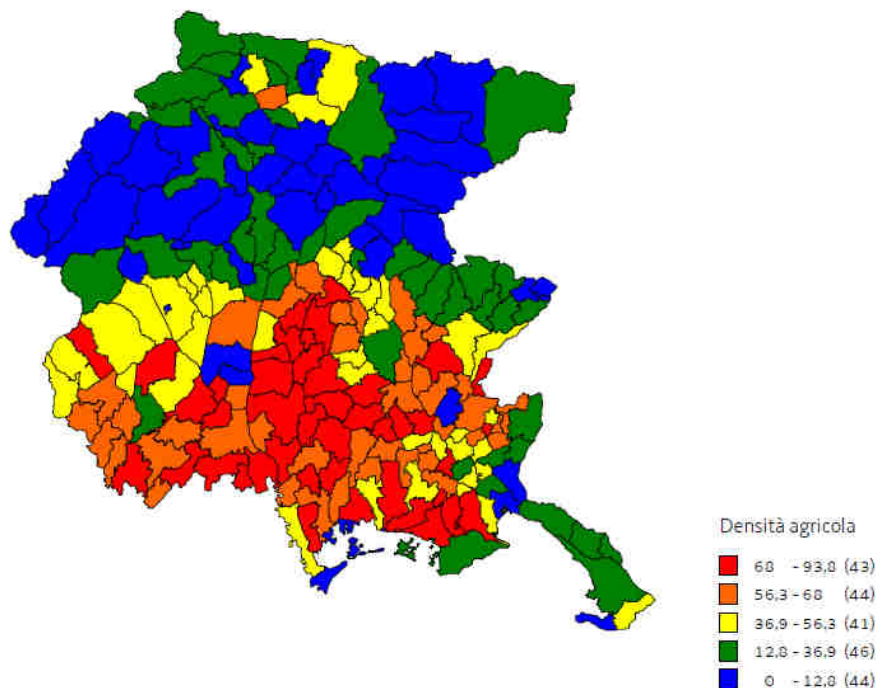 Densità agricola
68 - 93,8 (43)
56,3 - 68 (44)
36,9 - 56,3 (41)
12,8 - 36,9 (46)
0 - 12,8 (44)